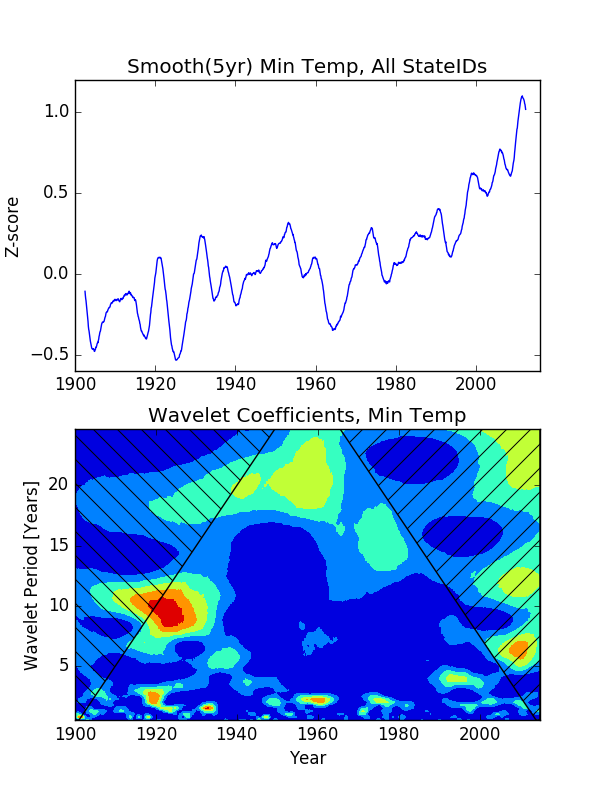 Smooth(5yr) Min Temp, All StateIDs
1.0
0.5
0.0
−0.5
Z-score
1900 1920 1940 1960 1980 2000
Wavelet Coefficients, Min Temp
20
15
10
5
Wavelet Period [Years]
1900 1920 1940 1960 1980 2000
Year